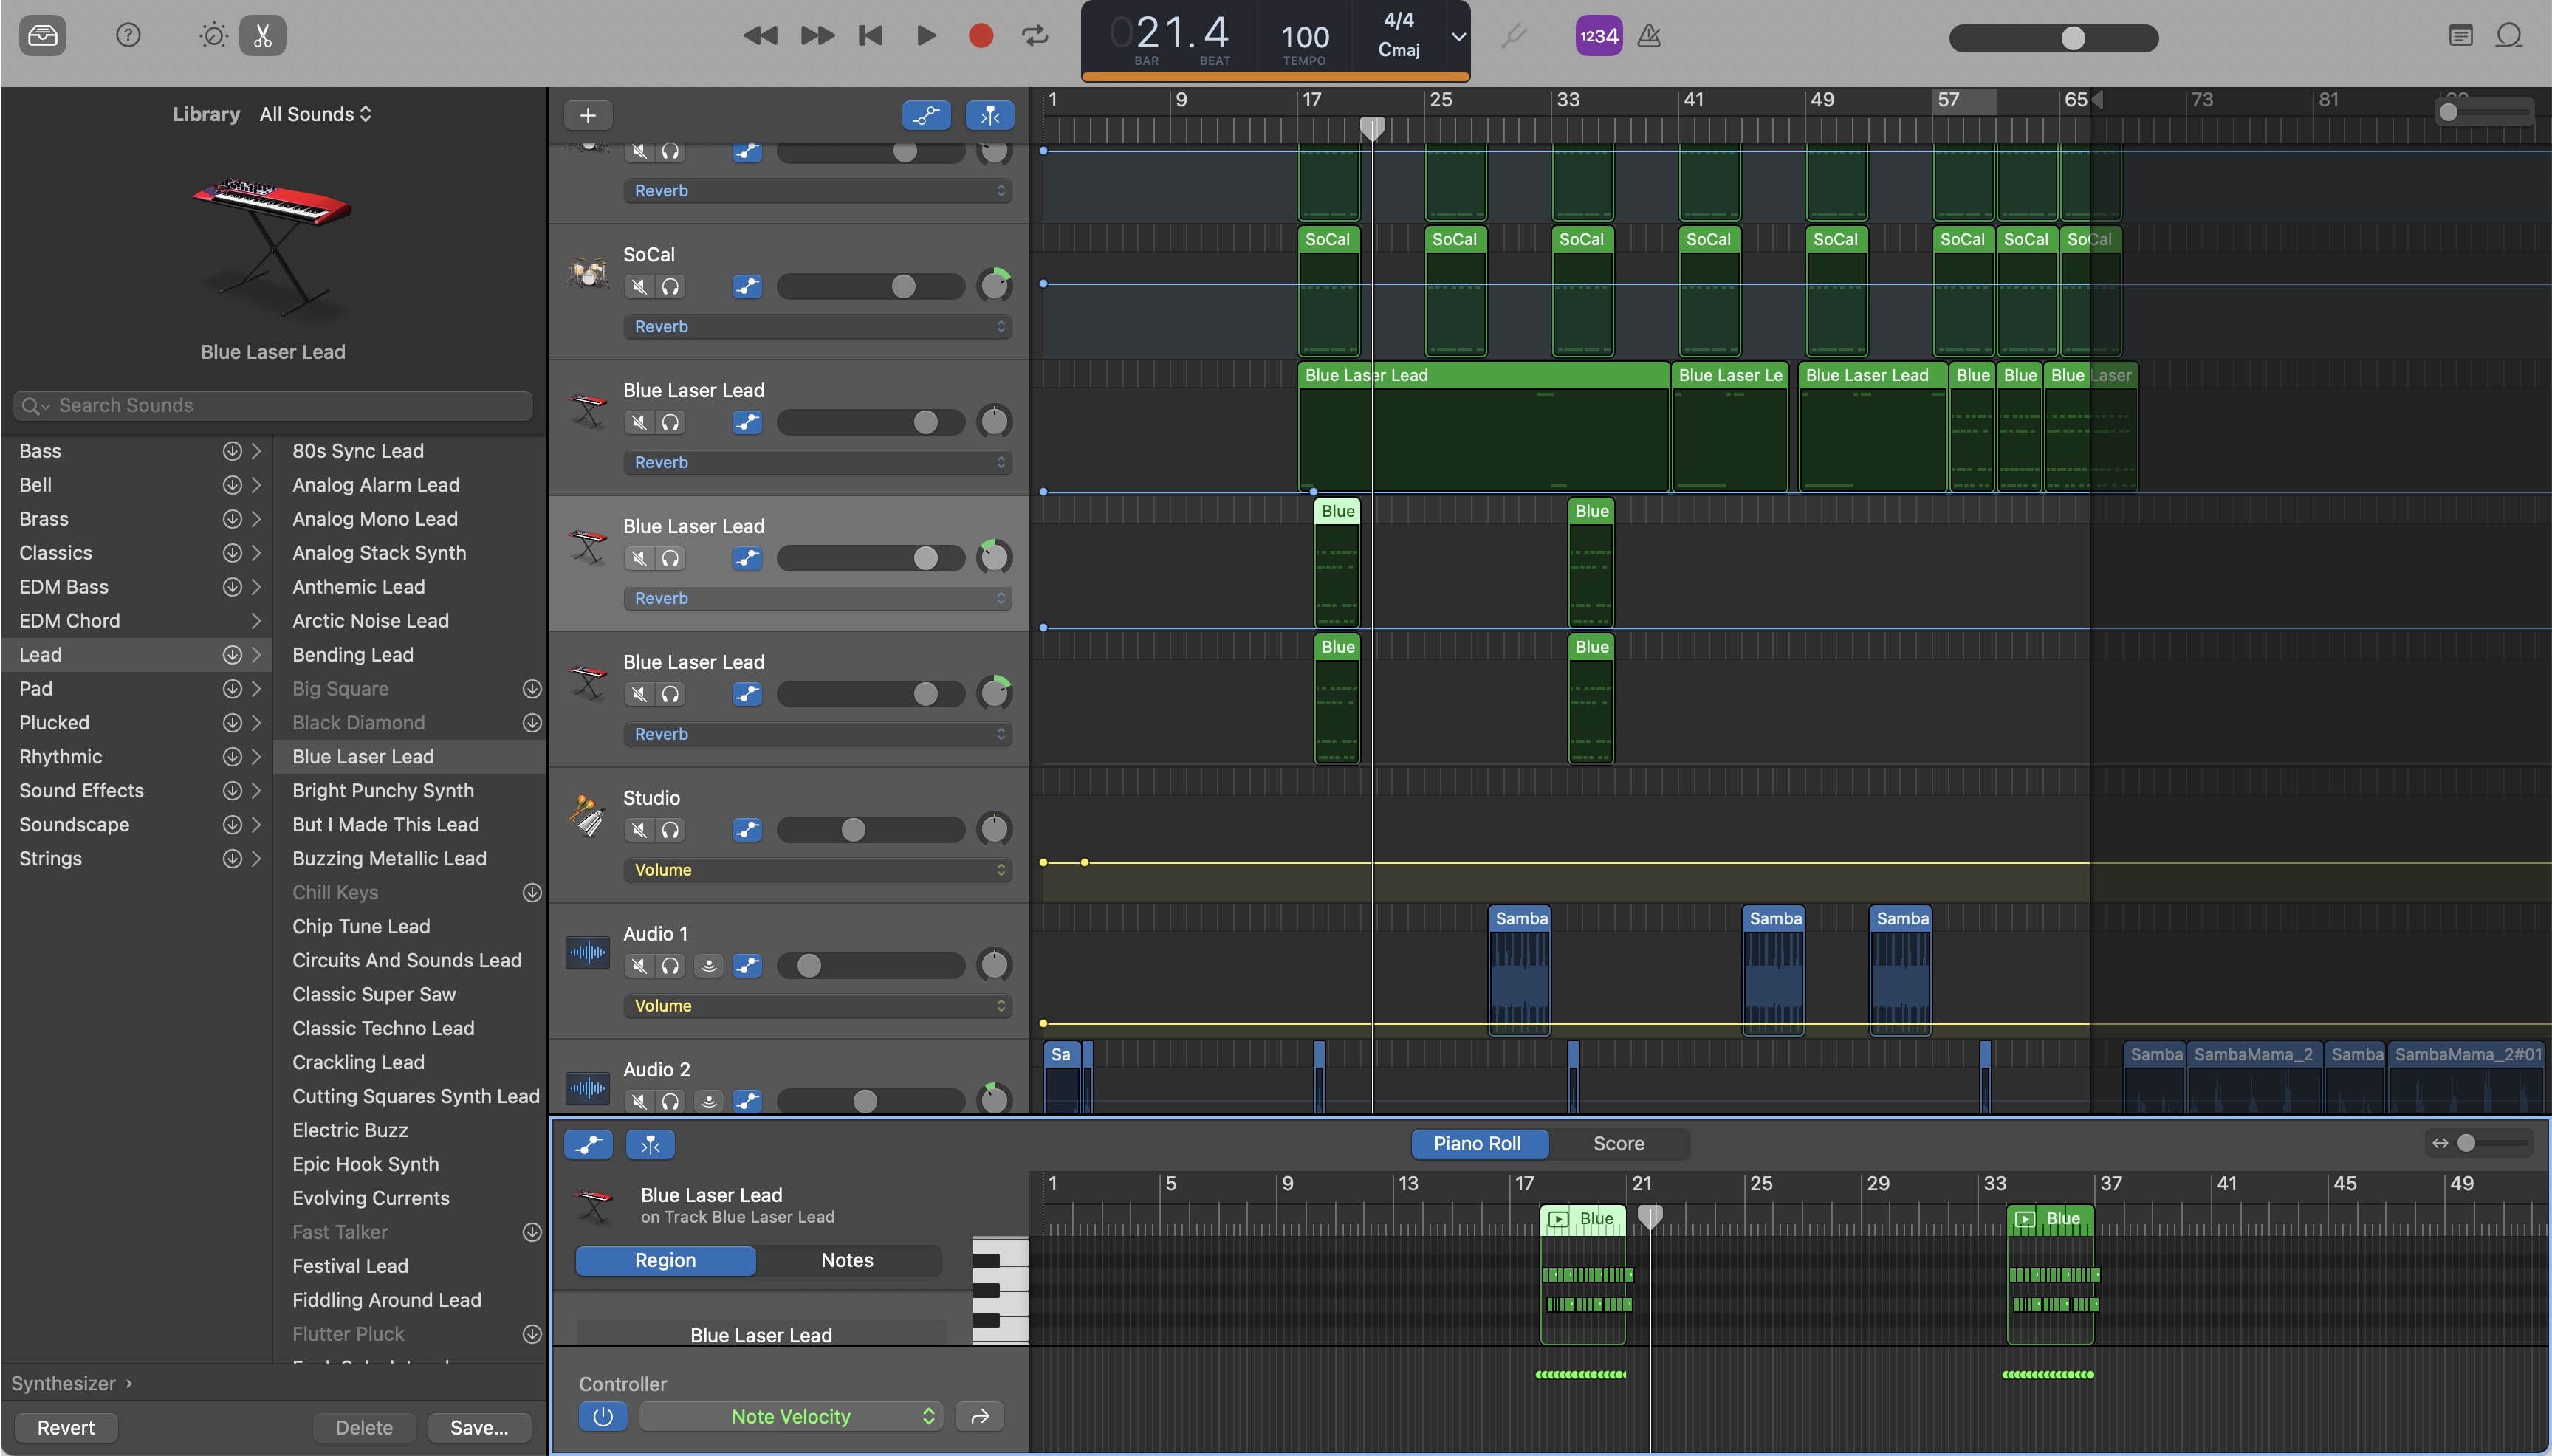 021.4
BAR BEAT
100
TEMPO
4/4
Cmaj
1234
Library All Sounds
Blue Laser Lead
Search Sounds
Bass
Bell
Brass
Classics
EDM Bass
EDM Chord
Lead
Pad
Plucked
Rhythmic
Sound Effects
Soundscape
Strings
80s Sync Lead
Analog Alarm Lead
Analog Mono Lead
Analog Stack Synth
Anthemic Lead
Arctic Noise Lead
Bending Lead
Big Square
Black Diamond
Blue Laser Lead
Bright Punchy Synth
But I Made This Lead
Buzzing Metallic Lead
Chill Keys
Chip Tune Lead
Circuits And Sounds Lead
Classic Super Saw
Classic Techno Lead
Crackling Lead
Cutting Squares Synth Lead
Electric Buzz
Epic Hook Synth
Evolving Currents
Fast Talker
Festival Lead
Fiddling Around Lead
Flutter Pluck
Synthesizer ›
Revert Delete Save...
1 9 17 25 33 41 49 57 65 73 81
Reverb
SoCal
Reverb
SoCal SoCal SoCal SoCal SoCal SoCal SoCal SoCal
Blue Laser Lead
Reverb
Blue Laser Lead Blue Laser Le Blue Laser Lead Blue Blue Blue Laser
Blue Laser Lead
Reverb
Blue Blue
Blue Laser Lead
Reverb
Blue Blue
Studio
Volume
Audio 1
Volume
Samba Samba Samba
Audio 2
Sa Samba SambaMama_2 Samba SambaMama_2#01
Piano Roll Score
1 5 9 13 17 21 25 29 33 37 41 45 49
Blue Laser Lead
on Track Blue Laser Lead
Blue Blue
Region Notes
Blue Laser Lead
Controller
Note Velocity